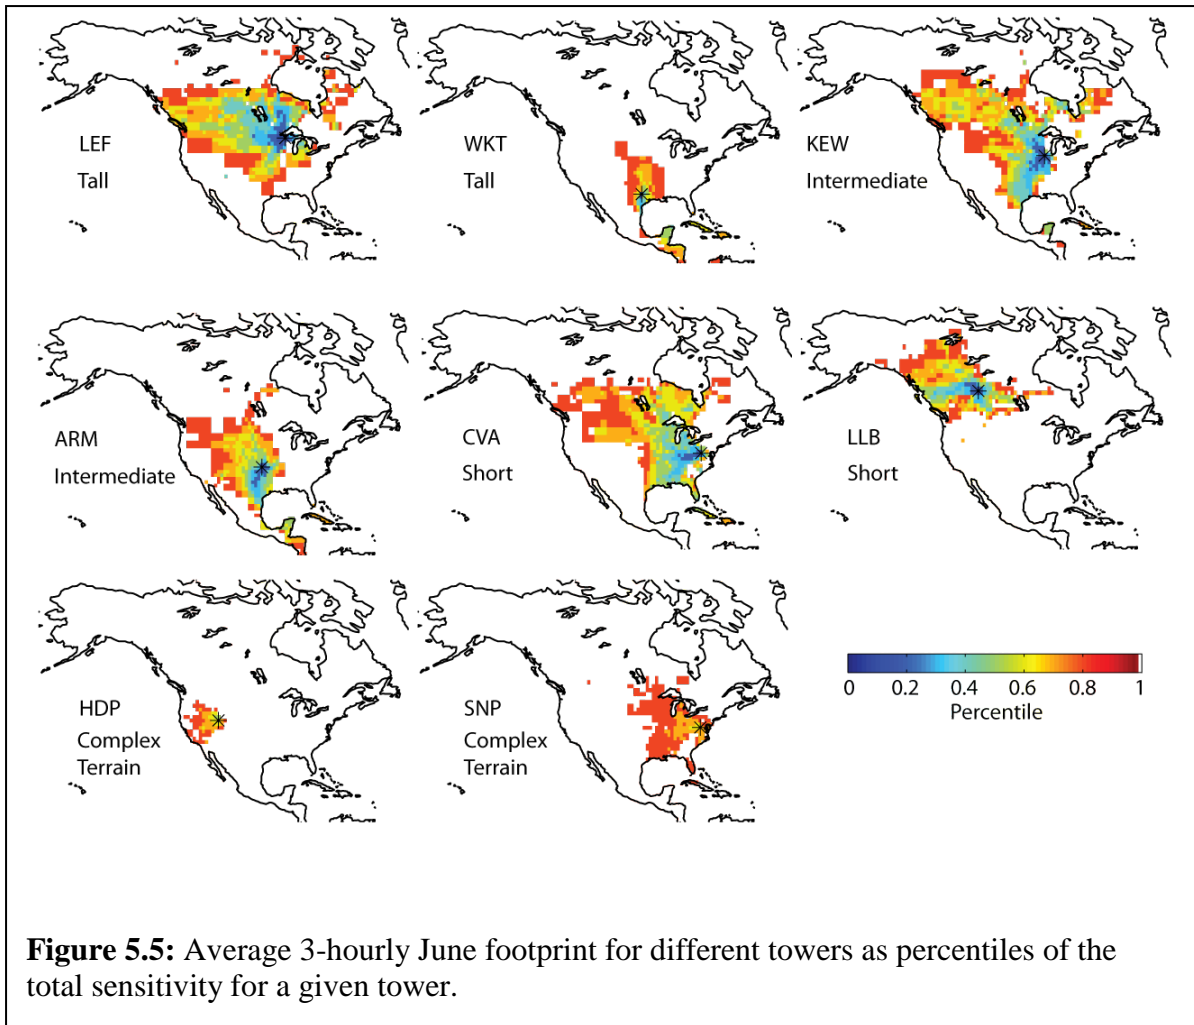 LEF
Tall
WKT
Tall
KEW
Intermediate
ARM
Intermediate
CVA
Short
LLB
Short
HDP
Complex
Terrain
SNP
Complex
Terrain
0 0.2 0.4 0.6 0.8 1
Percentile
Figure 5.5: Average 3-hourly June footprint for different towers as percentiles of the
total sensitivity for a given tower.